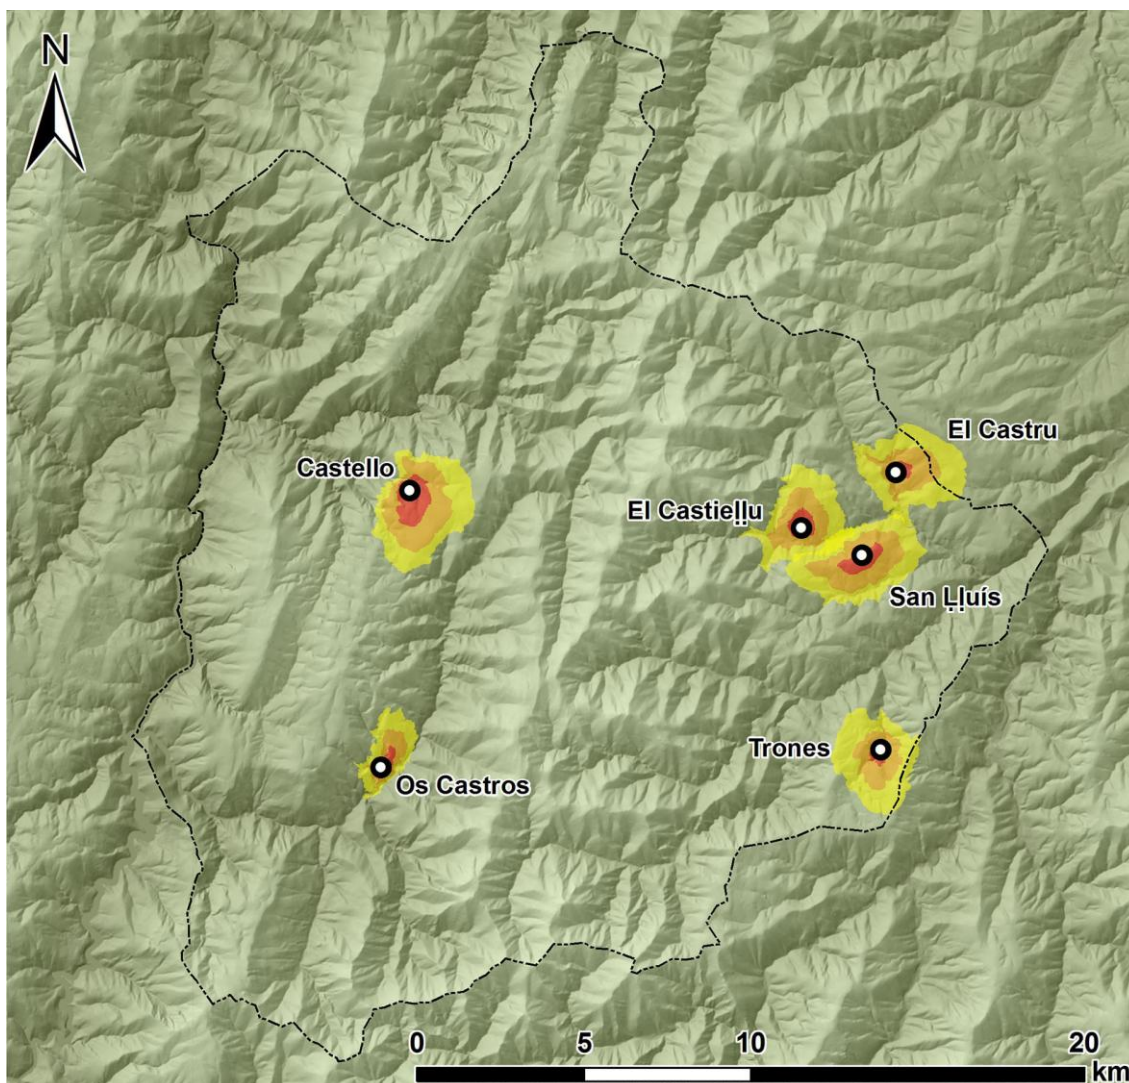 N
El Castru
Castello
El Castieḷḷu
San Ḷḷuís
Trones
Os Castros
0 5 10 20
km